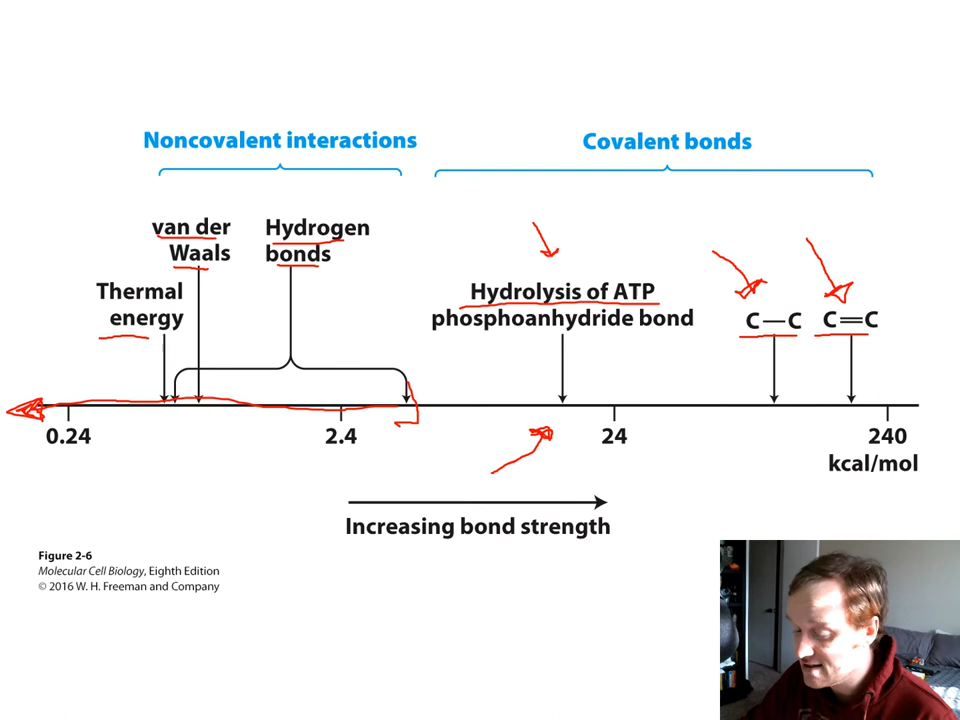 Noncovalent interactions
Covalent bonds
van der
Waals
Hydrogen
bonds
Thermal
energy
Hydrolysis of ATP
phosphoanhydride bond
C—C
C=C
0.24
2.4
24
240
kcal/mol
Increasing bond strength
Figure 2-6
Molecular Cell Biology, Eighth Edition
© 2016 W. H. Freeman and Company